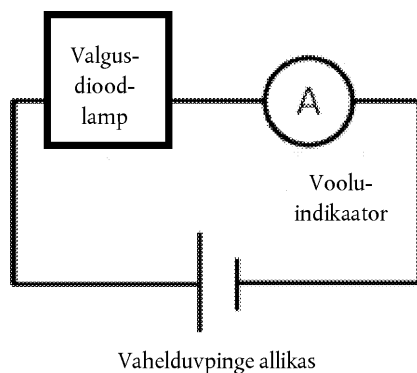 Valgus-
diood-
lamp
A
Voolu-
indikaator
Vahelduvpinge allikas